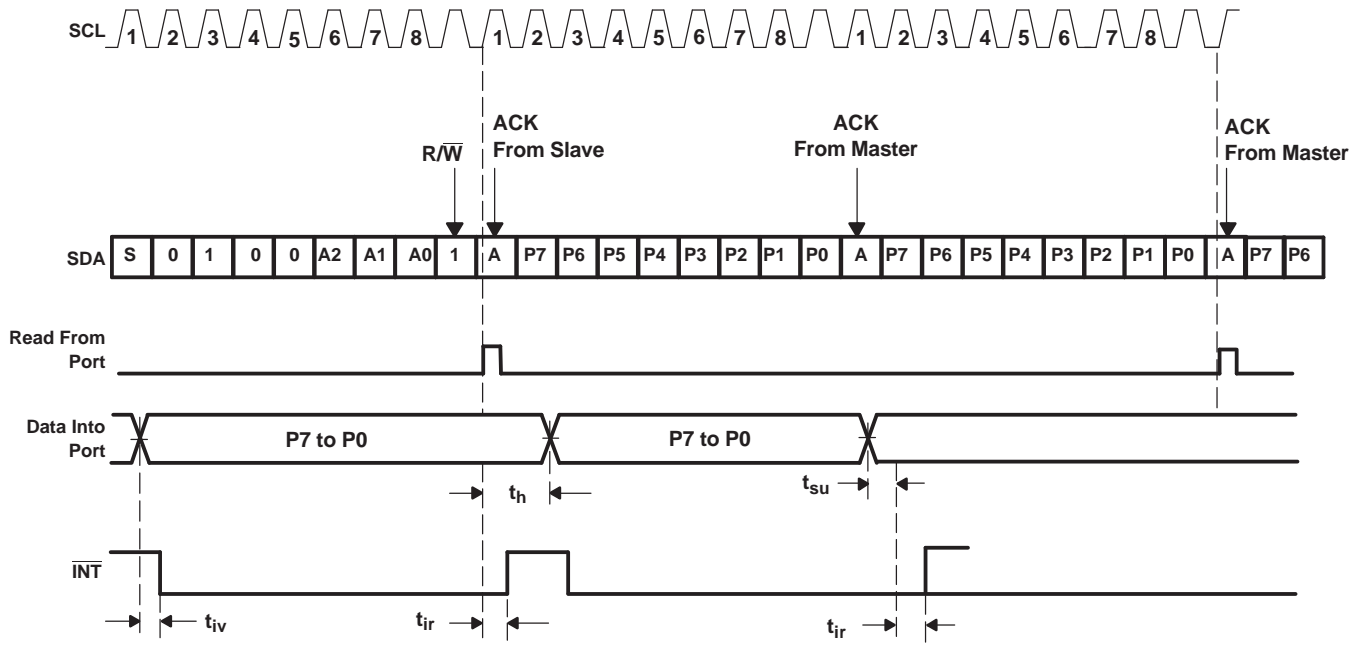 SCL 1 2 3 4 5 6 7 8 1 2 3 4 5 6 7 8 1 2 3 4 5 6 7 8
R/W̅
ACK
From Slave
ACK
From Master
ACK
From Master
SDA S 0 1 0 0 A2 A1 A0 1 A P7 P6 P5 P4 P3 P2 P1 P0 A P7 P6 P5 P4 P3 P2 P1 P0 A P7 P6
Read From
Port
Data Into
Port
P7 to P0 P7 to P0
th
tsu
I̅N̅T̅
tiv
tir
tir